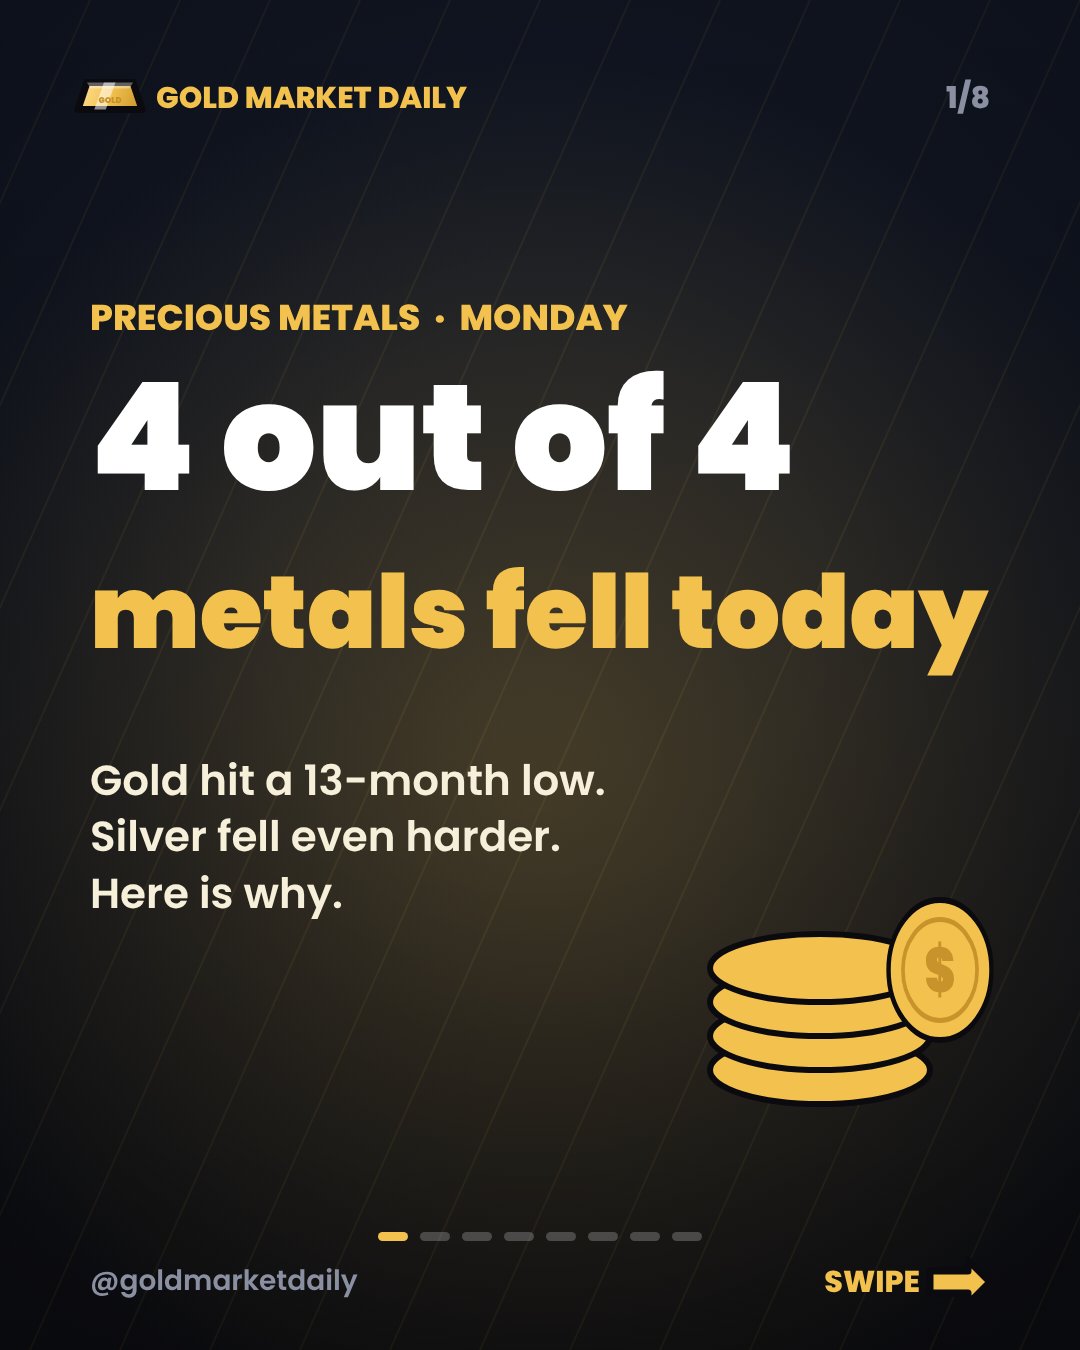 GOLD
GOLD MARKET DAILY
1/8
PRECIOUS METALS · MONDAY
4 out of 4
metals fell today
Gold hit a 13-month low.
Silver fell even harder.
Here is why.
$
@goldmarketdaily
SWIPE